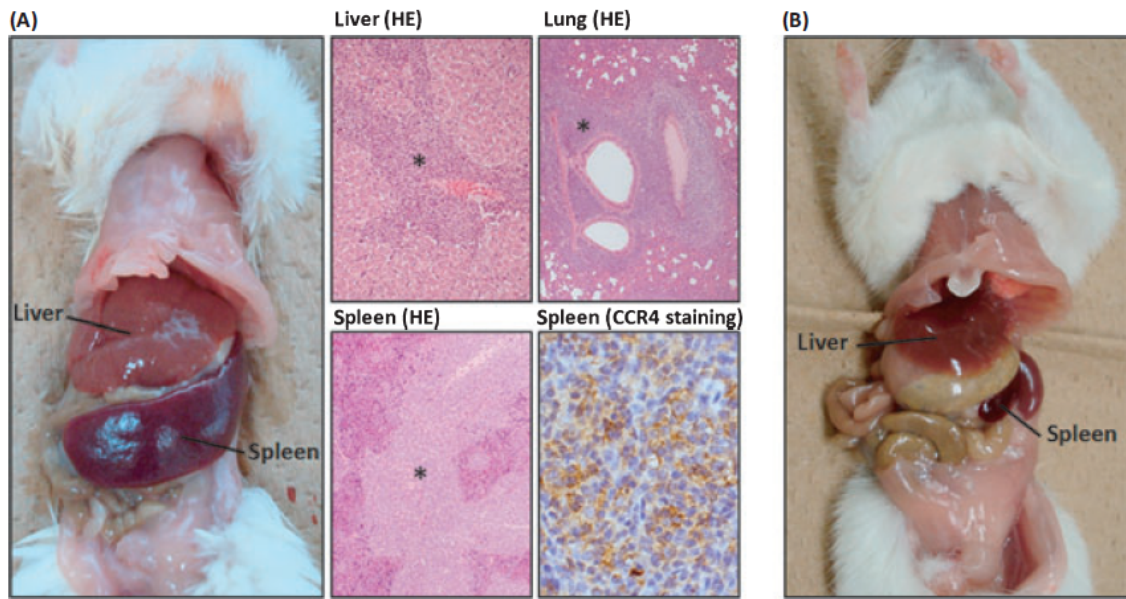 (A)
Liver (HE)
Lung (HE)
(B)
Liver
Spleen
Spleen (HE)
Spleen (CCR4 staining)
*
*
*
Liver
Spleen